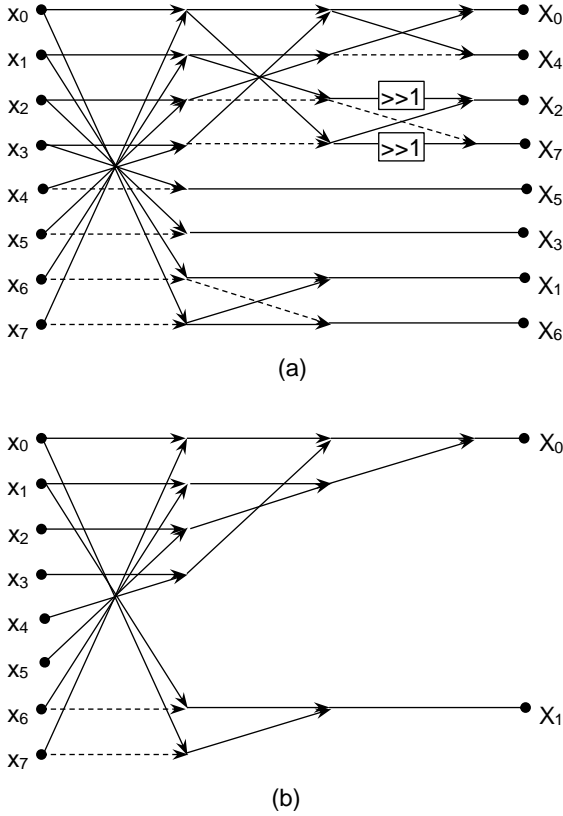 x₀ X₀
x₁ X₄
x₂ >>1 X₂
x₃ >>1 X₇
x₄ X₅
x₅ X₃
x₆ X₁
x₇ X₆
(a)
x₀ X₀
x₁
x₂
x₃
x₄
x₅
x₆ X₁
x₇
(b)